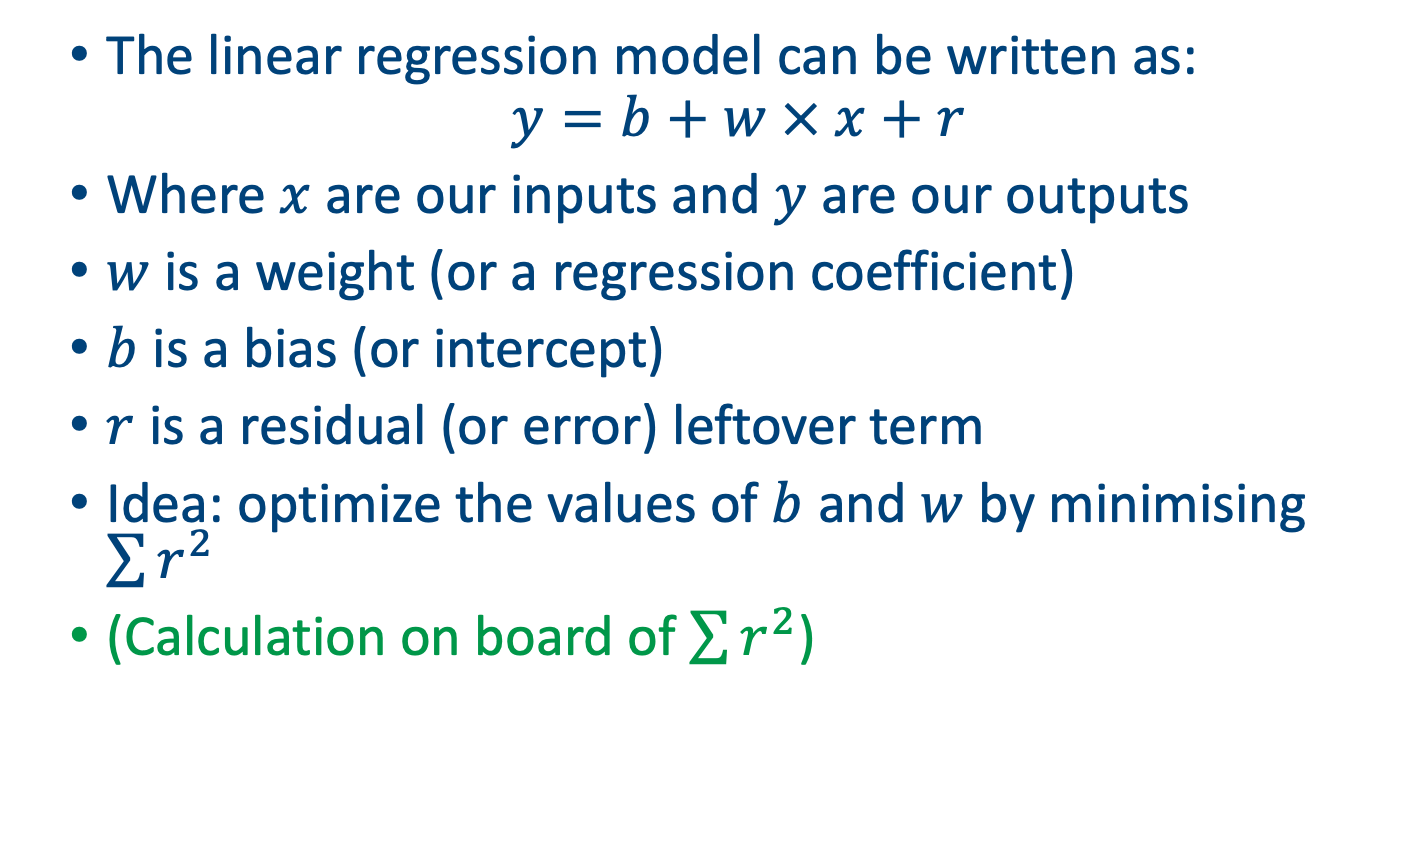 • The linear regression model can be written as:
𝑦 = 𝑏 + 𝑤 × 𝑥 + 𝑟
• Where 𝑥 are our inputs and 𝑦 are our outputs
• 𝑤 is a weight (or a regression coefficient)
• 𝑏 is a bias (or intercept)
• 𝑟 is a residual (or error) leftover term
• Idea: optimize the values of 𝑏 and 𝑤 by minimising
∑ 𝑟²
• (Calculation on board of ∑ 𝑟²)